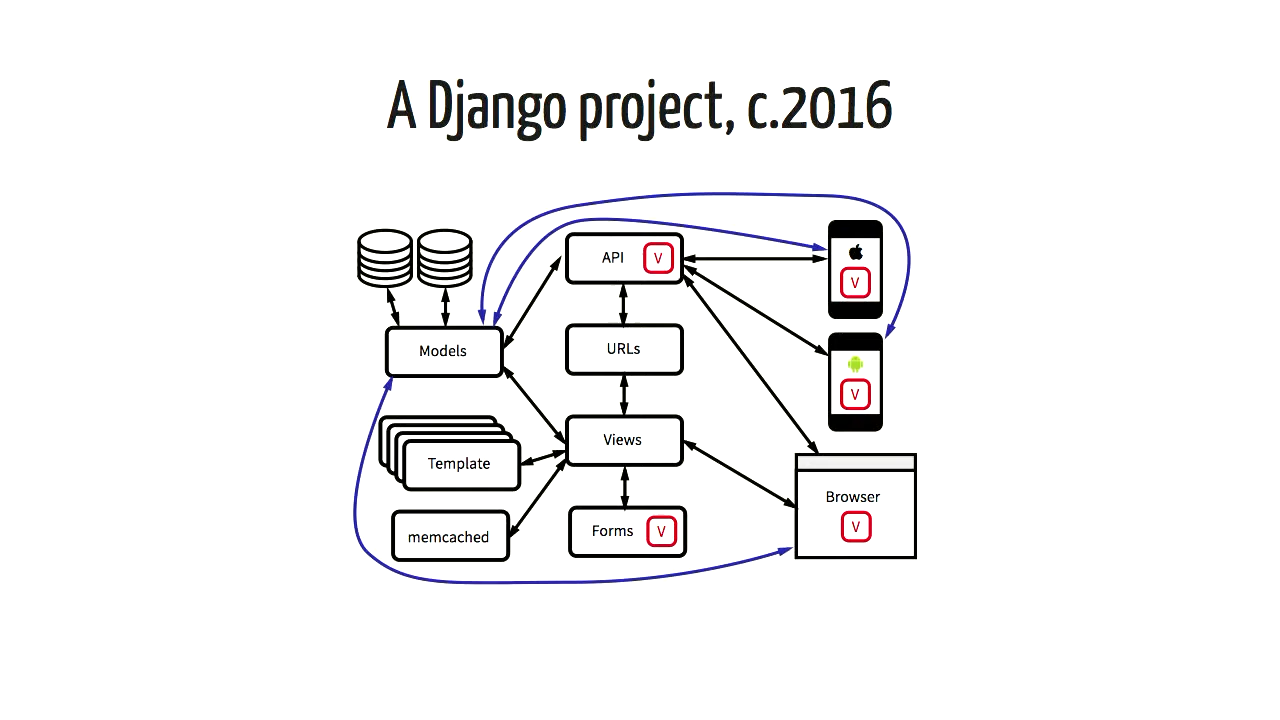 A Django project, c.2016
API V
V
Models
URLs
V
Views
Template
Browser
V
Forms V
memcached